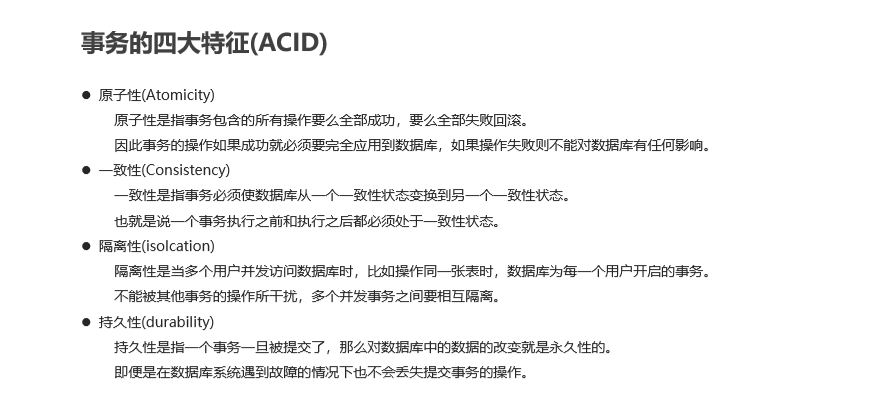 事务的四大特征(ACID)
● 原子性(Atomicity)
原子性是指事务包含的所有操作要么全部成功，要么全部失败回滚。
因此事务的操作如果成功就必须要完全应用到数据库，如果操作失败则不能对数据库有任何影响。
● 一致性(Consistency)
一致性是指事务必须使数据库从一个一致性状态变换到另一个一致性状态。
也就是说一个事务执行之前和执行之后都必须处于一致性状态。
● 隔离性(isolcation)
隔离性是当多个用户并发访问数据库时，比如操作同一张表时，数据库为每一个用户开启的事务。
不能被其他事务的操作所干扰，多个并发事务之间要相互隔离。
● 持久性(durability)
持久性是指一个事务一旦被提交了，那么对数据库中的数据的改变就是永久性的。
即便是在数据库系统遇到故障的情况下也不会丢失提交事务的操作。